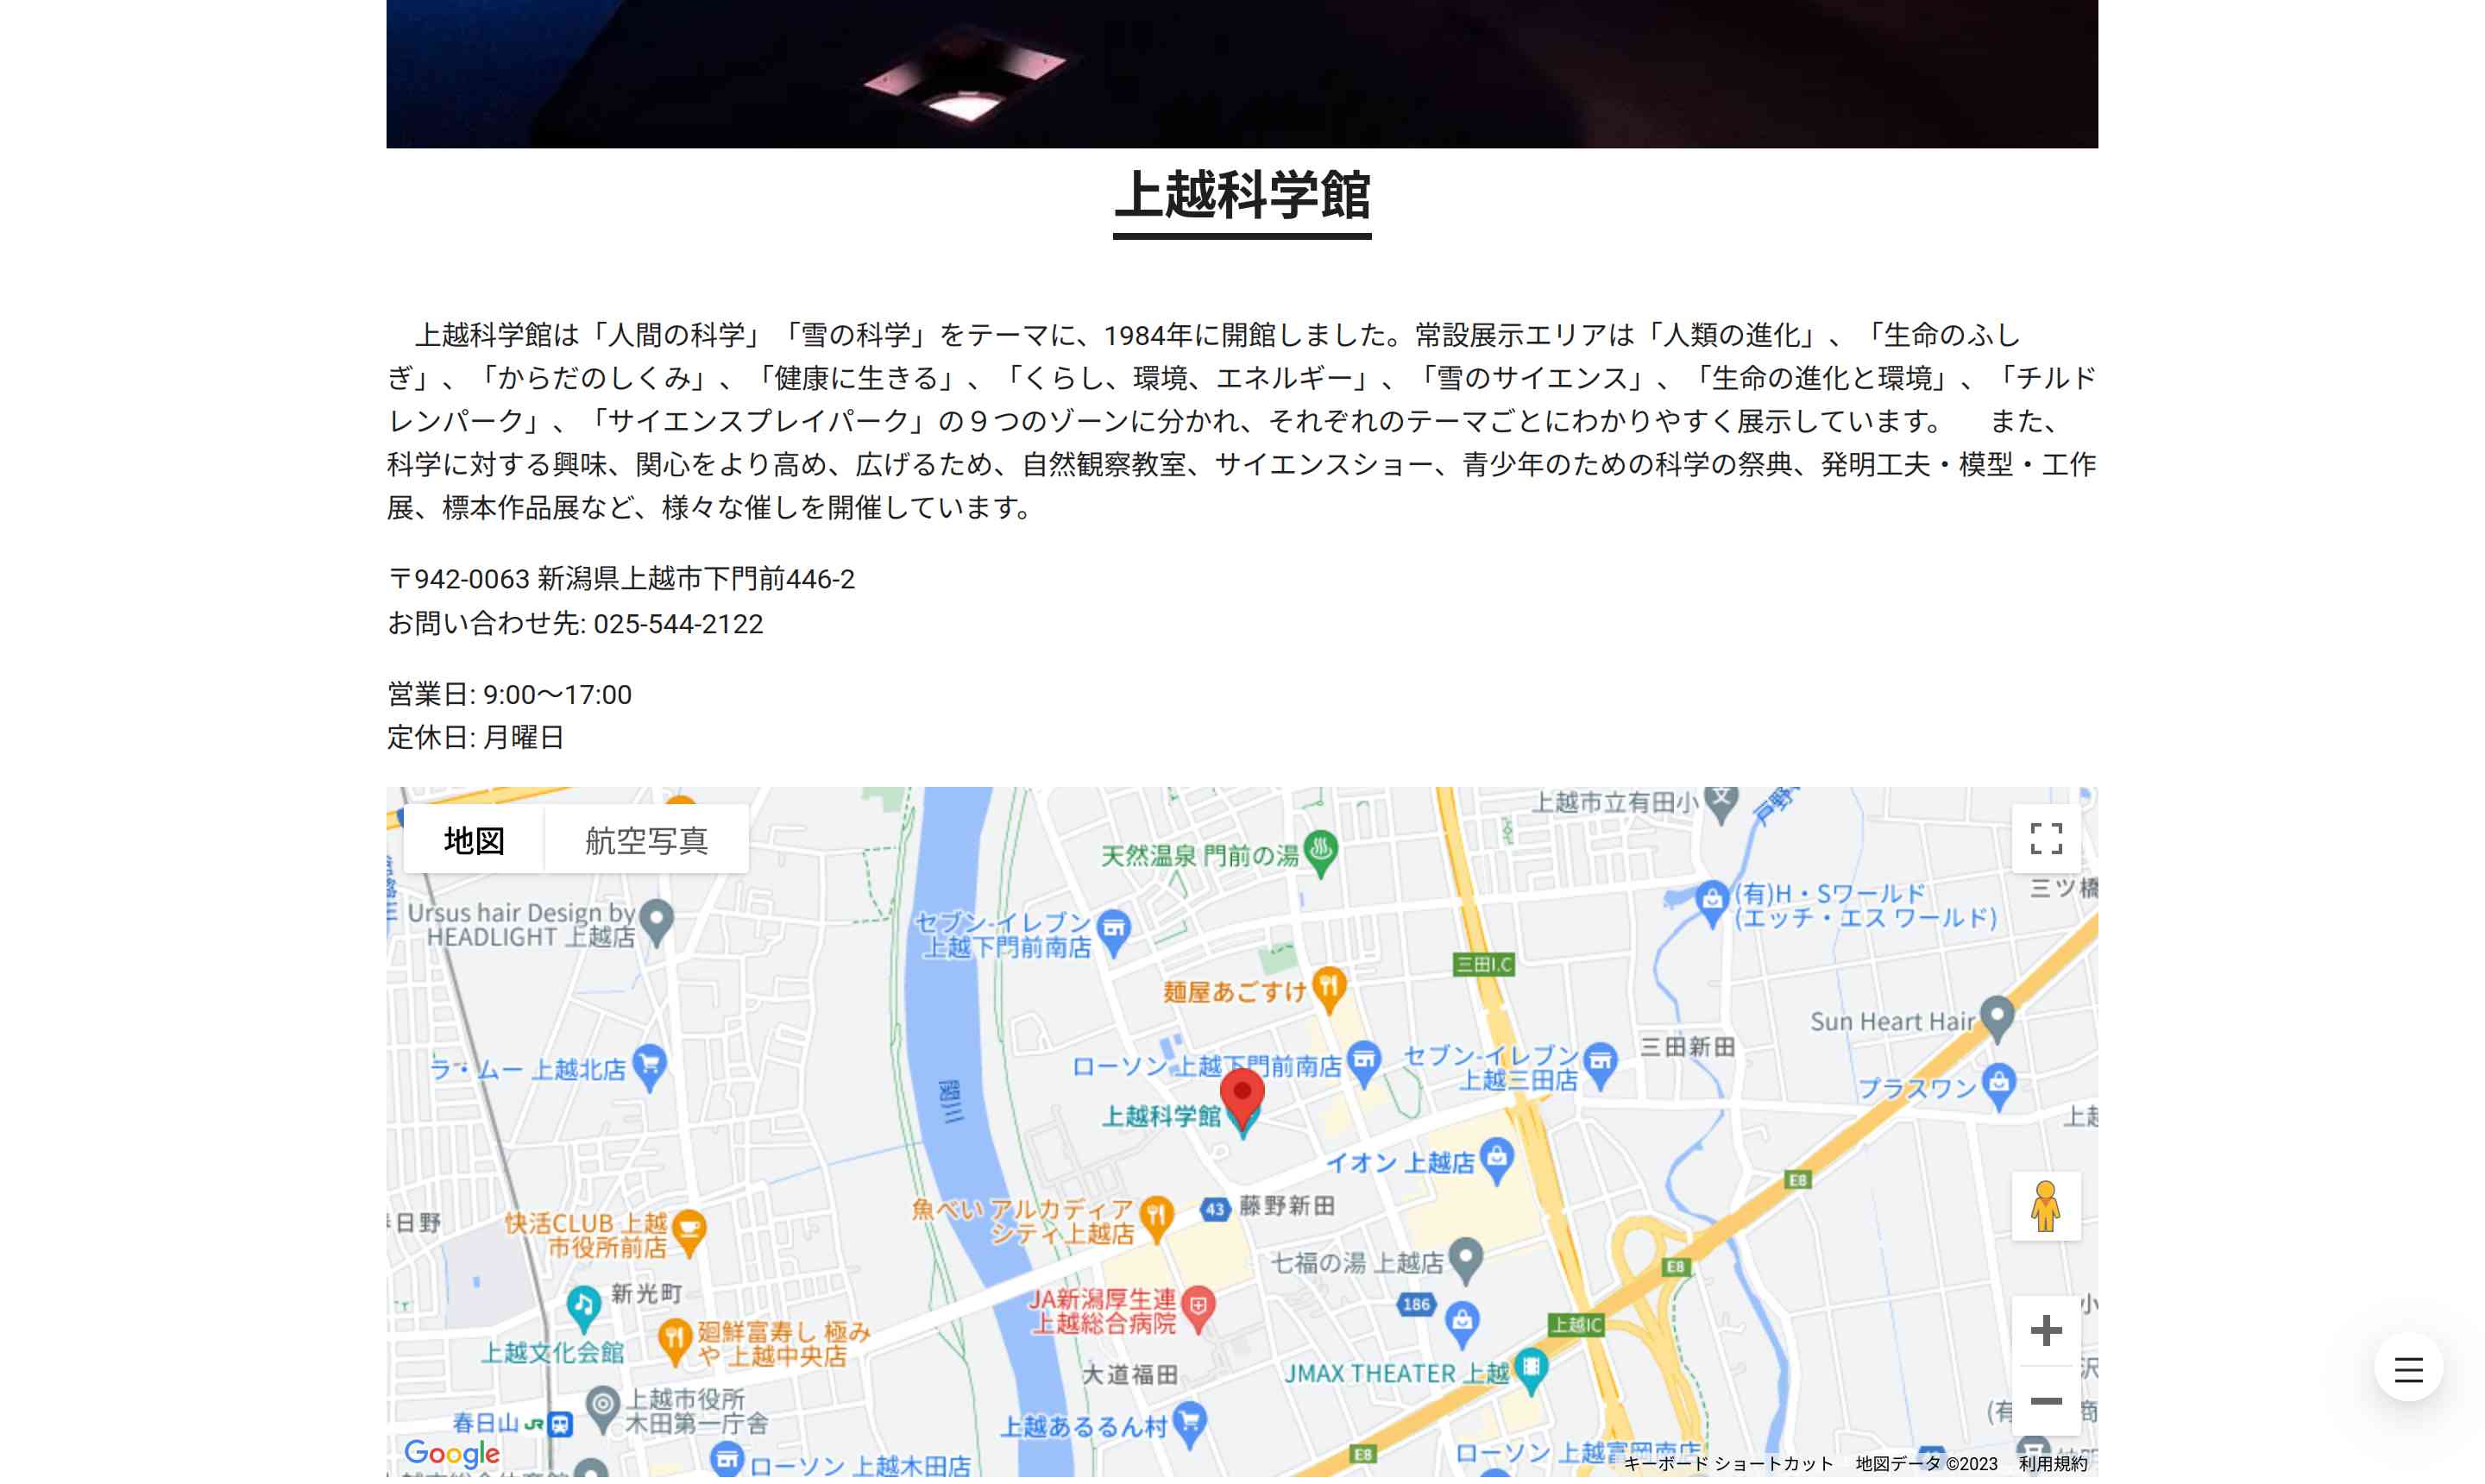 上越科学館
　上越科学館は「人間の科学」「雪の科学」をテーマに、1984年に開館しました。常設展示エリアは「人類の進化」、「生命のふし
ぎ」、「からだのしくみ」、「健康に生きる」、「くらし、環境、エネルギー」、「雪のサイエンス」、「生命の進化と環境」、「チルド
レンパーク」、「サイエンスプレイパーク」の９つのゾーンに分かれ、それぞれのテーマごとにわかりやすく展示しています。　また、
科学に対する興味、関心をより高め、広げるため、自然観察教室、サイエンスショー、青少年のための科学の祭典、発明工夫・模型・工作
展、標本作品展など、様々な催しを開催しています。
〒942-0063 新潟県上越市下門前446-2
お問い合わせ先: 025-544-2122
営業日: 9:00〜17:00
定休日: 月曜日
地図
航空写真
上越市立有田小
天然温泉 門前の湯
(有)H・Sワールド
(エッチ・エス ワールド)
三ツ橋
Ursus hair Design by
HEADLIGHT 上越店
セブン-イレブン
上越下門前南店
三田I.C
麺屋あごすけ
Sun Heart Hair
三田新田
ラ・ムー 上越北店
ローソン 上越下門前南店
セブン-イレブン
上越三田店
プラスワン
関川
上越科学館
イオン 上越店
E8
日野
快活CLUB 上越
市役所前店
魚べい アルカディア
シティ上越店
43
藤野新田
七福の湯 上越店
E8
新光町
JA新潟厚生連
上越総合病院
186
上越IC
上越文化会館
廻鮮富寿し 極み
や 上越中央店
大道福田
JMAX THEATER 上越
上越市役所
木田第一庁舎
春日山
JR
上越あるるん村
E8
ローソン 上越富岡南店
Google
ローソン 上越木田店
キーボード ショートカット
地図データ ©2023
利用規約